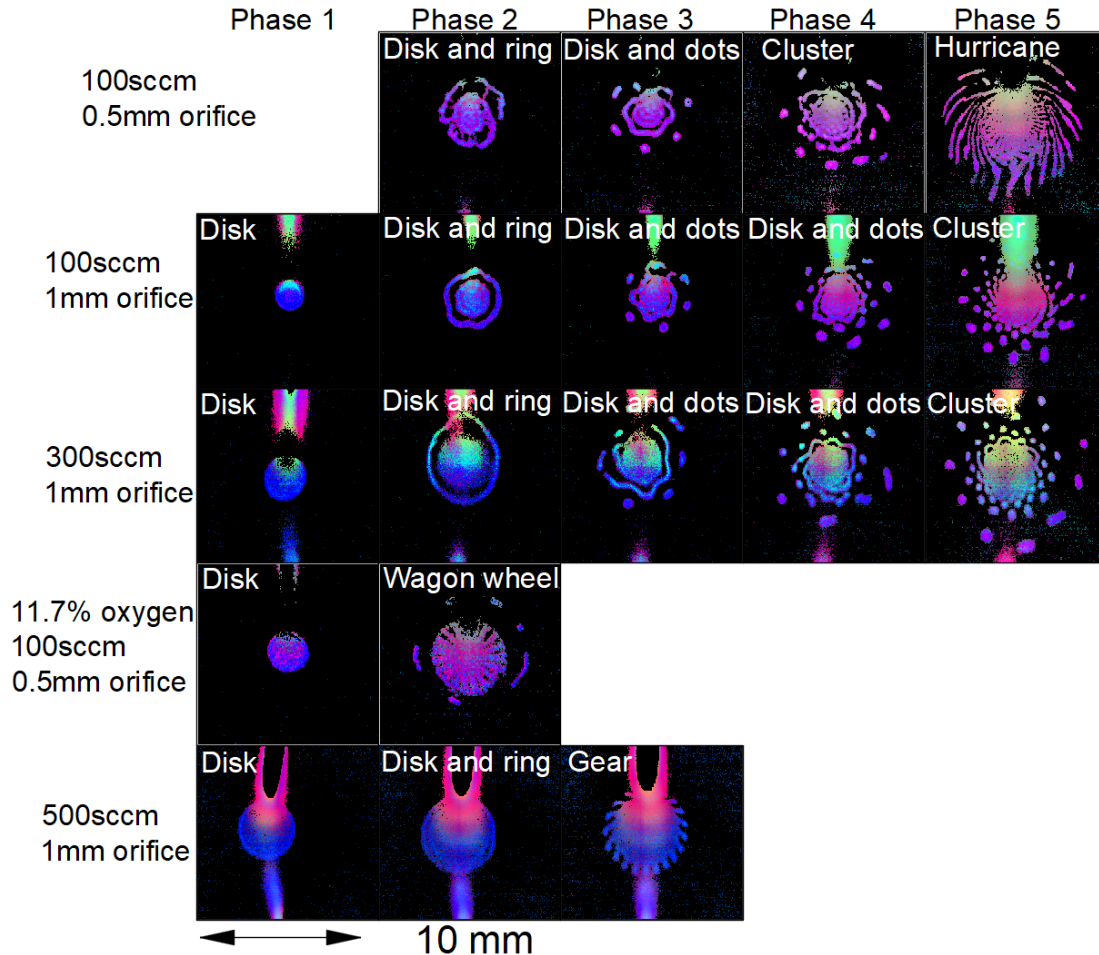 Phase 1 Phase 2 Phase 3 Phase 4 Phase 5
100sccm
0.5mm orifice
Disk and ring Disk and dots Cluster Hurricane
100sccm
1mm orifice
Disk Disk and ring Disk and dots Disk and dots Cluster
300sccm
1mm orifice
Disk Disk and ring Disk and dots Disk and dots Cluster
11.7% oxygen
100sccm
0.5mm orifice
Disk Wagon wheel
500sccm
1mm orifice
Disk Disk and ring Gear
10 mm